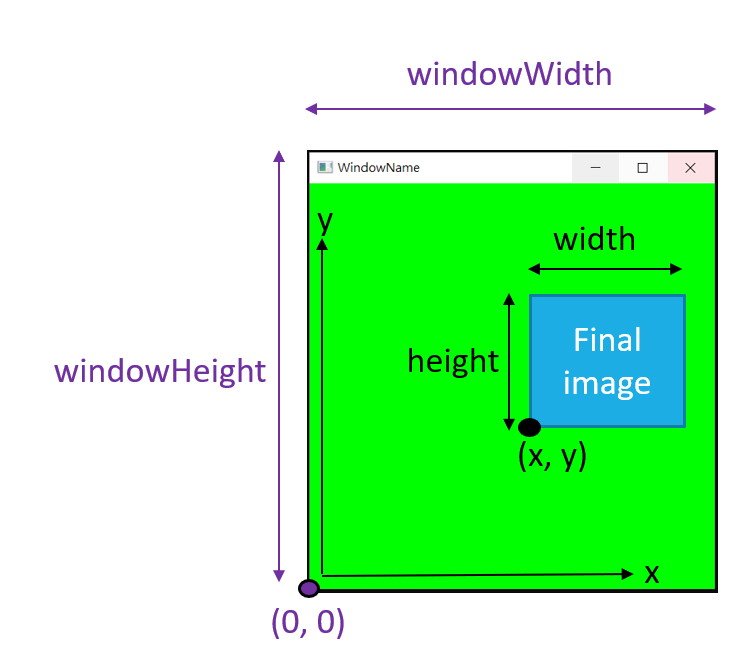 windowWidth
WindowName
y
width
Final
image
height
windowHeight
(x, y)
x
(0, 0)